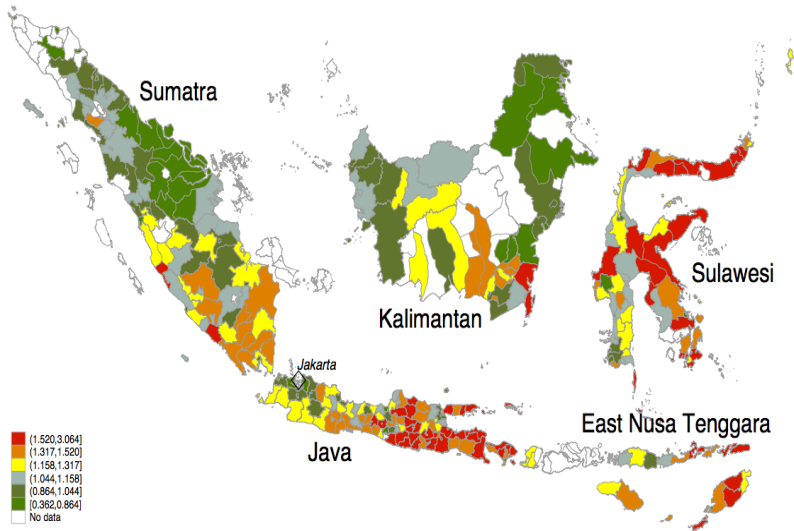 Sumatra
Sulawesi
Kalimantan
Jakarta
East Nusa Tenggara
Java
(1.520,3.064]
(1.317,1.520]
(1.158,1.317]
(1.044,1.158]
(0.864,1.044]
[0.362,0.864]
No data